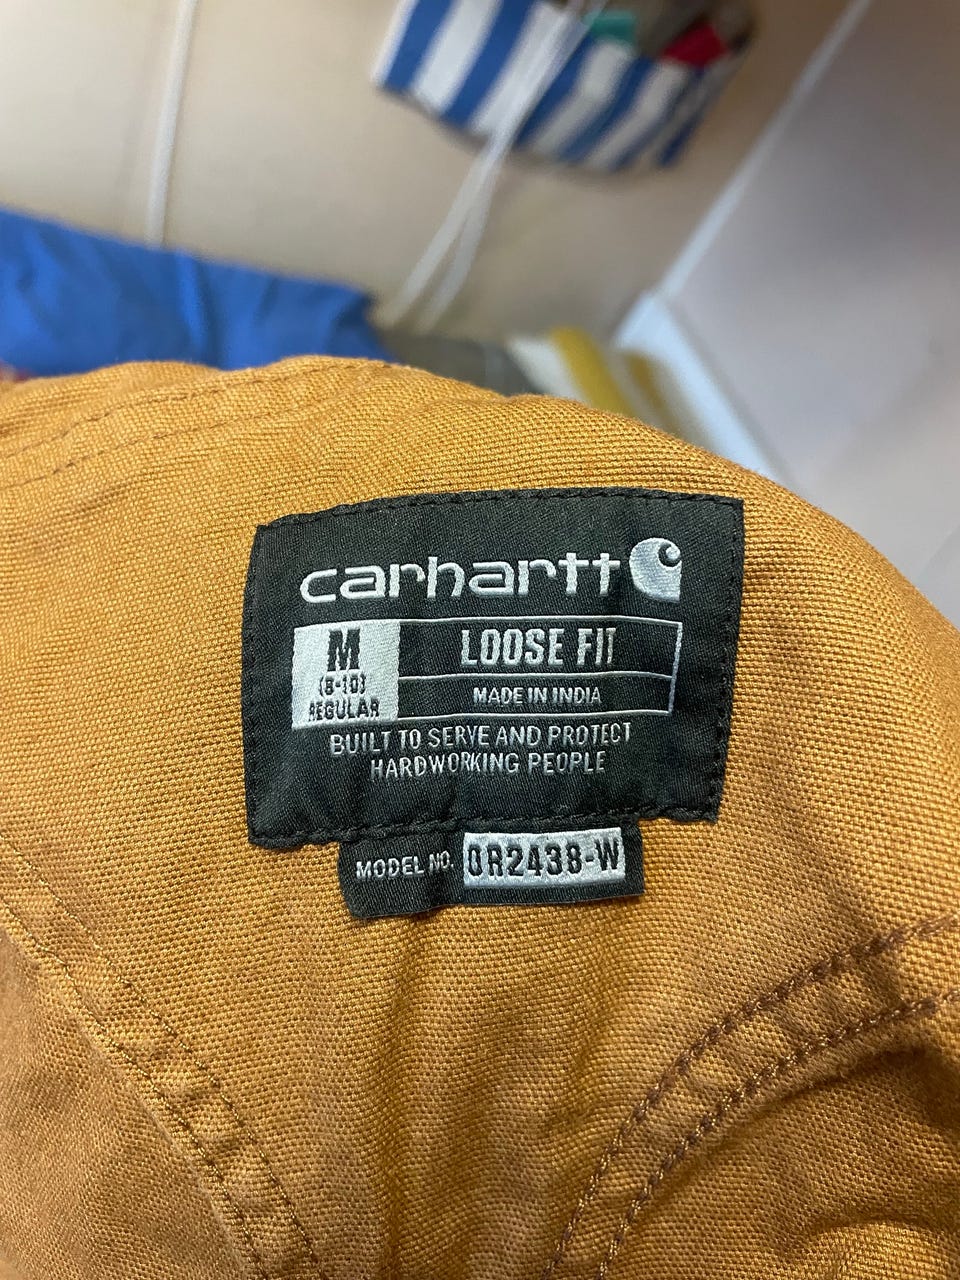 carhartt
M
(8-10)
REGULAR
LOOSE FIT
MADE IN INDIA
BUILT TO SERVE AND PROTECT
HARDWORKING PEOPLE
MODEL NO. OR2438-W